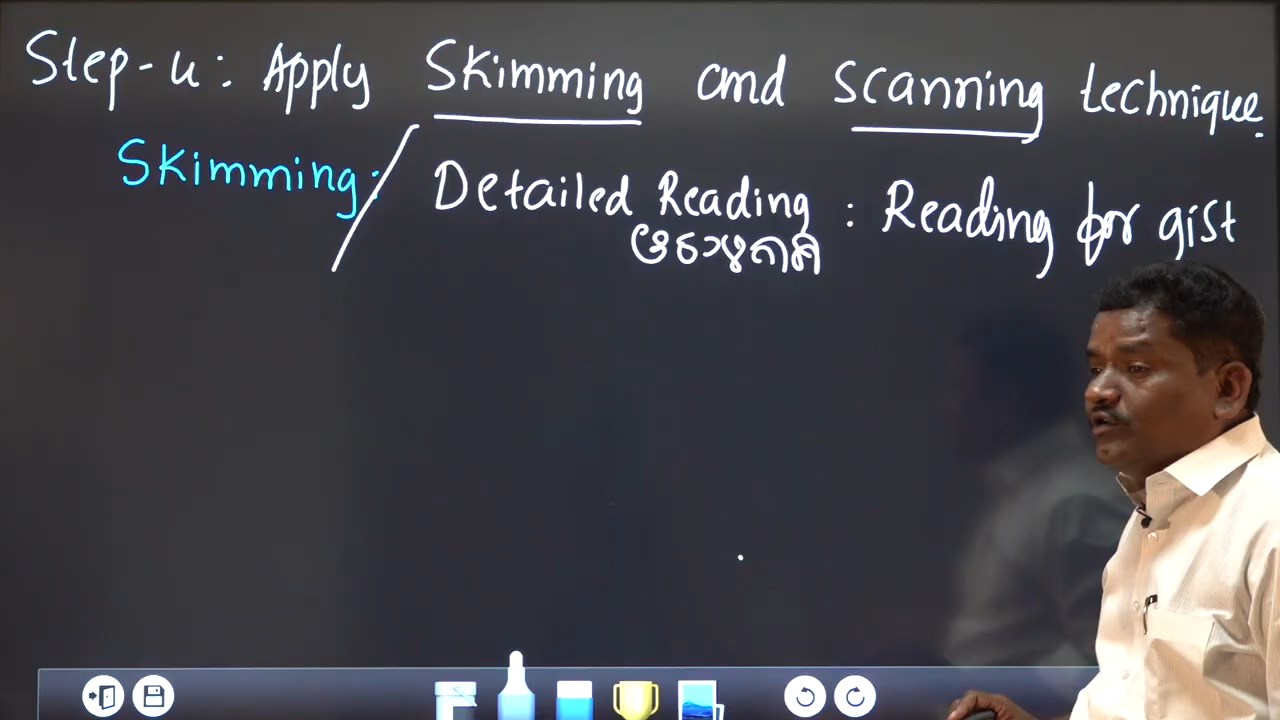 Step-4: Apply Skimming and Scanning technique.
Skimming: / Detailed Reading : Reading for gist